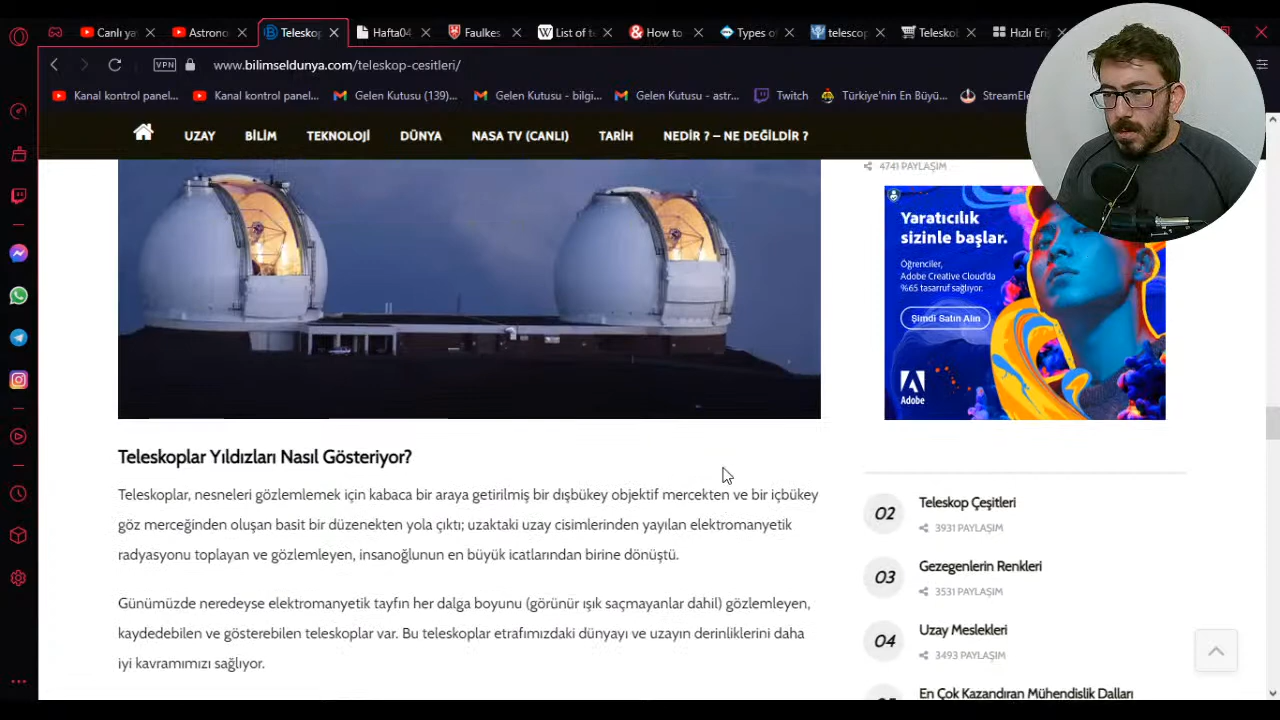 Canlı ya
Astrono
Telesko
Hafta04
Faulkes
List of te
How to
Types of
telescop
Teleskol
Hızlı Eri
VPN
www.bilimseldunya.com/teleskop-cesitleri/
Kanal kontrol panel...
Kanal kontrol panel...
Gelen Kutusu (139)...
Gelen Kutusu - bilgi...
Gelen Kutusu - astr...
Twitch
Türkiye'nin En Büyü...
StreamEle
UZAY
BİLİM
TEKNOLOJİ
DÜNYA
NASA TV (CANLI)
TARİH
NEDİR ? – NE DEĞİLDİR ?
4741 PAYLAŞIM
Yaratıcılık
sizinle başlar.
Öğrenciler,
Adobe Creative Cloud'da
%65 tasarruf sağlıyor.
Şimdi Satın Alın
Adobe
Teleskoplar Yıldızları Nasıl Gösteriyor?
Teleskoplar, nesneleri gözlemlemek için kabaca bir araya getirilmiş bir dışbükey objektif mercekten ve bir içbükey
göz merceğinden oluşan basit bir düzenekten yola çıktı; uzaktaki uzay cisimlerinden yayılan elektromanyetik
radyasyonu toplayan ve gözlemleyen, insanoğlunun en büyük icatlarından birine dönüştü.
Günümüzde neredeyse elektromanyetik tayfın her dalga boyunu (görünür ışık saçmayanlar dahil) gözlemleyen,
kaydedebilen ve gösterebilen teleskoplar var. Bu teleskoplar etrafımızdaki dünyayı ve uzayın derinliklerini daha
iyi kavramımızı sağlıyor.
02
Teleskop Çeşitleri
3931 PAYLAŞIM
03
Gezegenlerin Renkleri
3531 PAYLAŞIM
04
Uzay Meslekleri
3493 PAYLAŞIM
En Çok Kazandıran Mühendislik Dalları